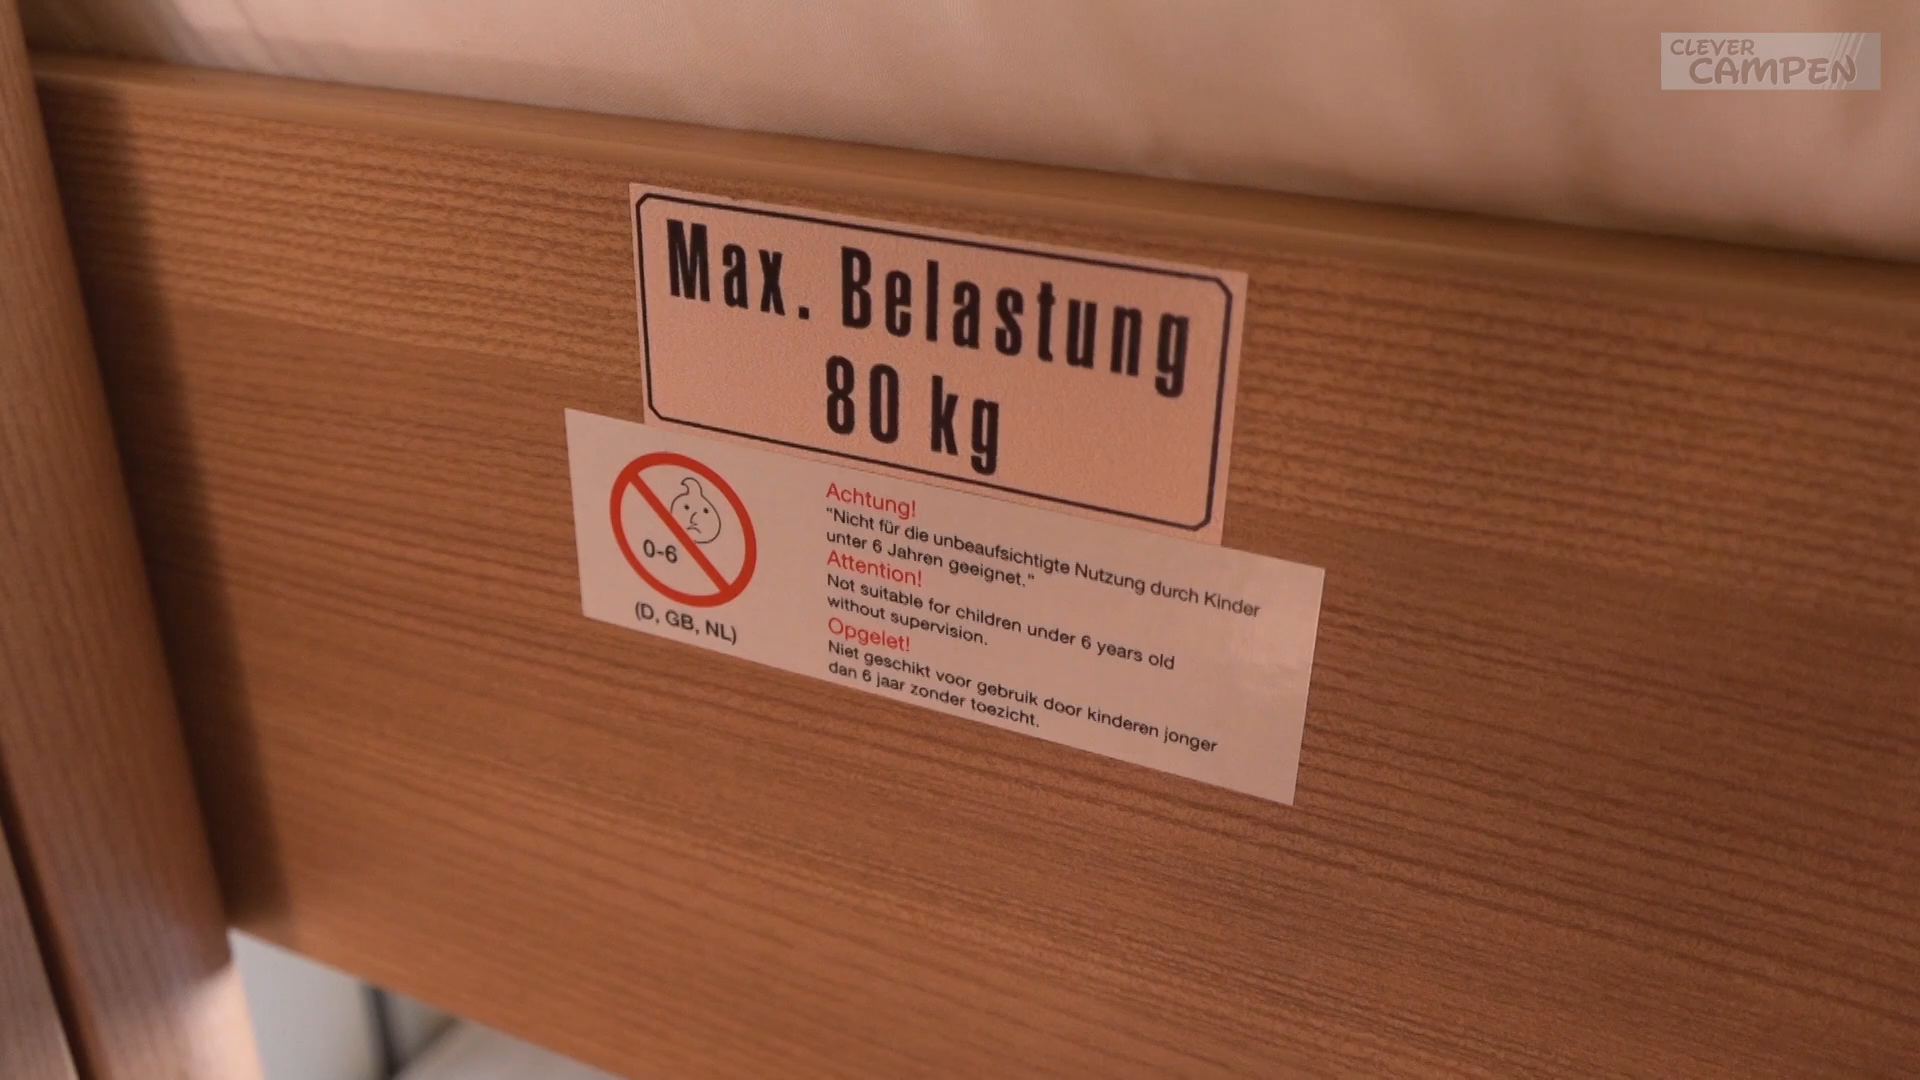 CLEVER
CAMPEN
Max. Belastung
80 kg
0-6
(D, GB, NL)
Achtung!
"Nicht für die unbeaufsichtigte Nutzung durch Kinder
unter 6 Jahren geeignet."
Attention!
Not suitable for children under 6 years old
without supervision.
Opgelet!
Niet geschikt voor gebruik door kinderen jonger
dan 6 jaar zonder toezicht.